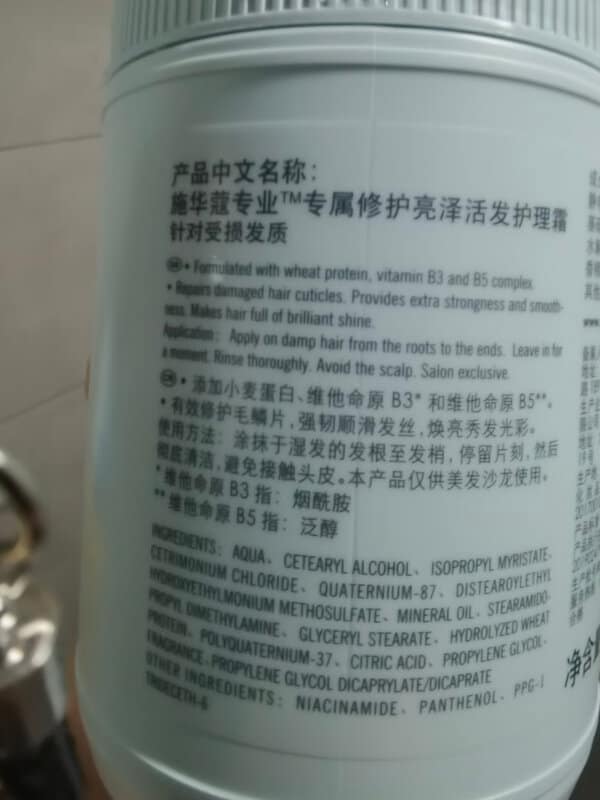 产品中文名称：
施华蔻专业™专属修护亮泽活发护理霜
针对受损发质
• Formulated with wheat protein, vitamin B3 and B5 complex.
• Repairs damaged hair cuticles. Provides extra strongness and smooth-
ness. Makes hair full of brilliant shine.
Application: Apply on damp hair from the roots to the ends. Leave in for
a moment. Rinse thoroughly. Avoid the scalp. Salon exclusive.
• 添加小麦蛋白、维他命原 B3* 和维他命原 B5**。
• 有效修护毛鳞片，强韧顺滑发丝，焕亮秀发光彩。
使用方法：涂抹于湿发的发根至发梢，停留片刻，然后
彻底清洁，避免接触头皮。本产品仅供美发沙龙使用。
*维他命原 B3 指：烟酰胺
**维他命原 B5 指：泛醇
INGREDIENTS: AQUA、CETEARYL ALCOHOL、ISOPROPYL MYRISTATE、
CETRIMONIUM CHLORIDE、QUATERNIUM-87、DISTEAROYLETHYL
HYDROXYETHYLMONIUM METHOSULFATE、MINERAL OIL、STEARAMIDO-
PROPYL DIMETHYLAMINE、GLYCERYL STEARATE、HYDROLYZED WHEAT
PROTEIN、POLYQUATERNIUM-37、CITRIC ACID、PROPYLENE GLYCOL、
FRAGRANCE、PROPYLENE GLYCOL DICAPRYLATE/DICAPRATE
OTHER INGREDIENTS: NIACINAMIDE、PANTHENOL、PPG-1
TRIDECETH-6
净含